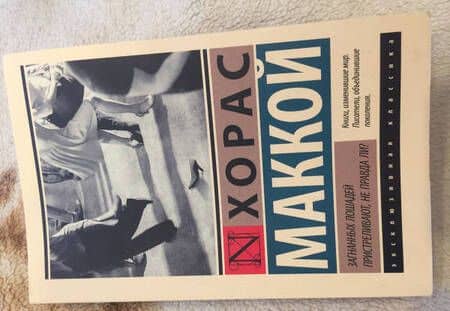 ХОРАС
МАККОЙ
Книги, изменившие мир.
Писатели, объединившие
поколения.
ЗАГНАННЫХ ЛОШАДЕЙ
ПРИСТРЕЛИВАЮТ, НЕ ПРАВДА ЛИ?
эксклюзивная классика